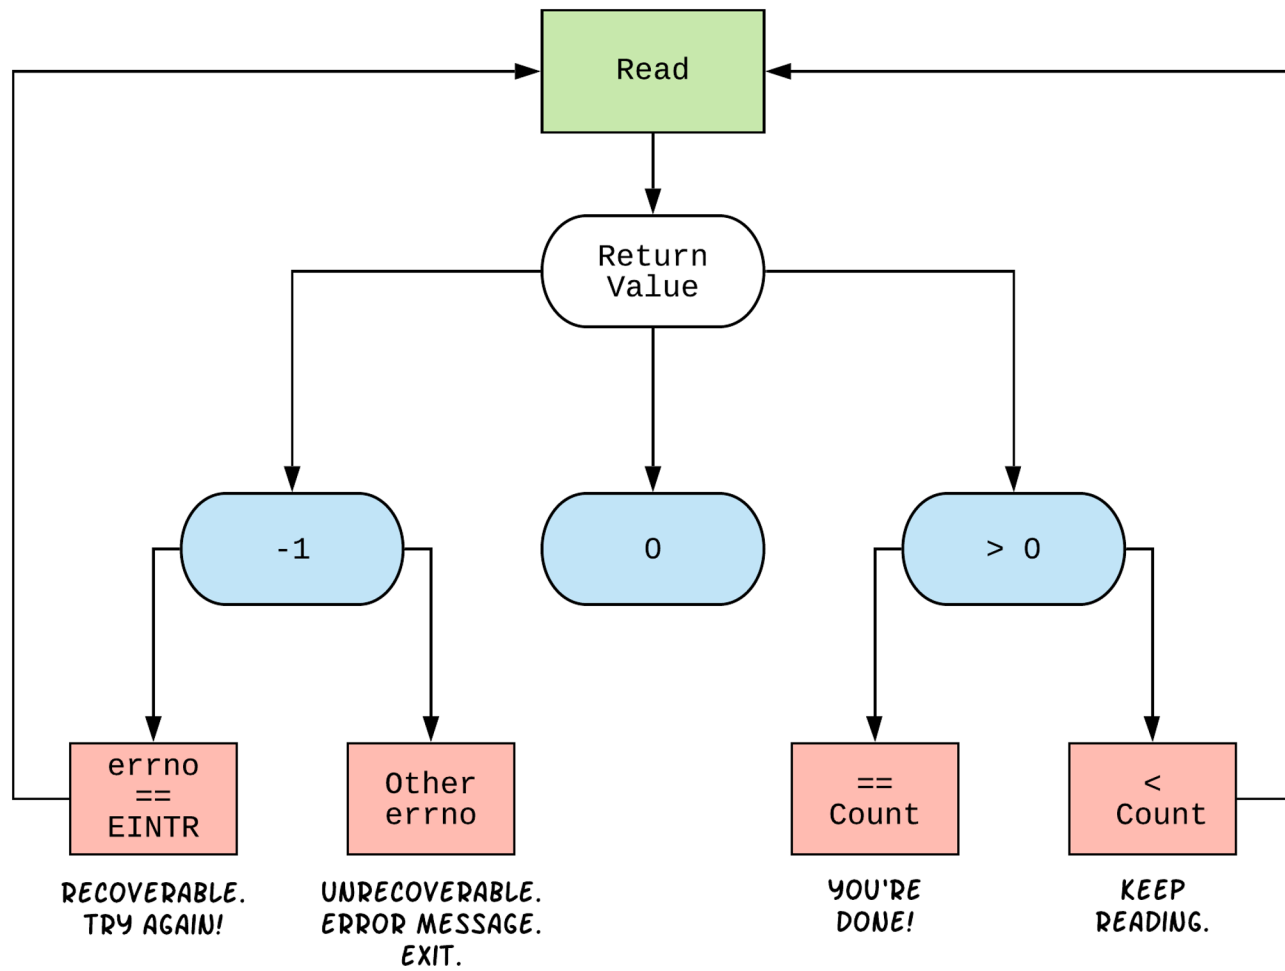 Read
Return
Value
-1
0
> 0
errno
==
EINTR
Other
errno
==
Count
<
Count
RECOVERABLE.
TRY AGAIN!
UNRECOVERABLE.
ERROR MESSAGE.
EXIT.
YOU'RE
DONE!
KEEP
READING.